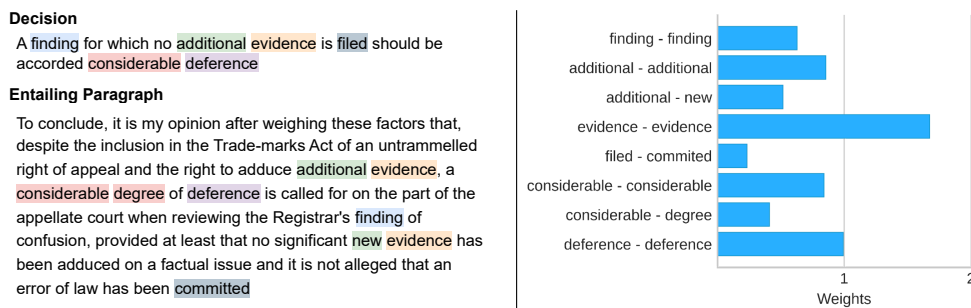 Decision
A finding for which no additional evidence is filed should be
accorded considerable deference
Entailing Paragraph
To conclude, it is my opinion after weighing these factors that,
despite the inclusion in the Trade-marks Act of an untrammelled
right of appeal and the right to adduce additional evidence, a
considerable degree of deference is called for on the part of the
appellate court when reviewing the Registrar's finding of
confusion, provided at least that no significant new evidence has
been adduced on a factual issue and it is not alleged that an
error of law has been committed
finding - finding
additional - additional
additional - new
evidence - evidence
filed - commited
considerable - considerable
considerable - degree
deference - deference
1
2
Weights